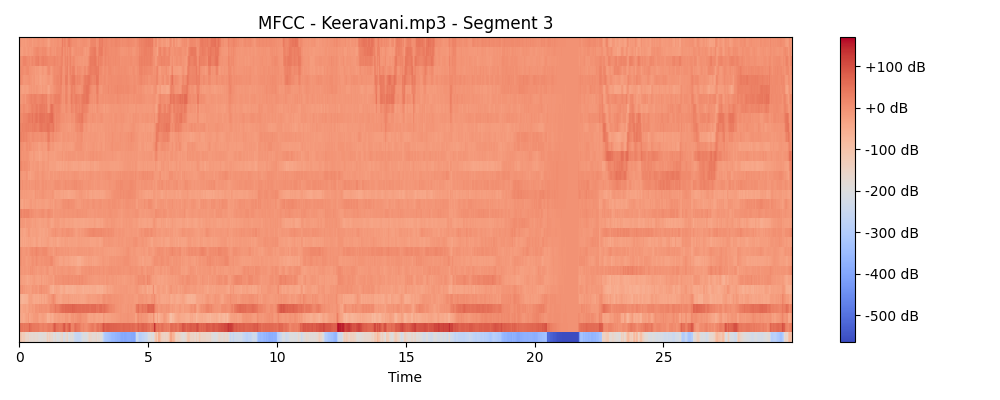 MFCC - Keeravani.mp3 - Segment 3
+100 dB
+0 dB
-100 dB
-200 dB
-300 dB
-400 dB
-500 dB
0 5 10 15 20 25
Time